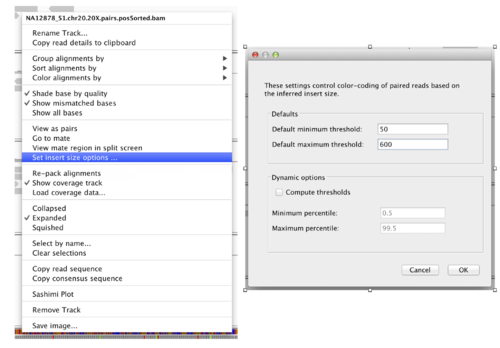 NA12878_S1.chr20.20X.pairs.posSorted.bam
Rename Track...
Copy read details to clipboard
Group alignments by
Sort alignments by
Color alignments by
Shade base by quality
Show mismatched bases
Show all bases
View as pairs
Go to mate
View mate region in split screen
Set insert size options ...
Re-pack alignments
Show coverage track
Load coverage data...
Collapsed
Expanded
Squished
Select by name...
Clear selections
Copy read sequence
Copy consensus sequence
Sashimi Plot
Remove Track
Save image...
These settings control color-coding of paired reads based on
the inferred insert size.
Defaults
Default minimum threshold: 50
Default maximum threshold: 600
Dynamic options
Compute thresholds
Minimum percentile: 0.5
Maximum percentile: 99.5
Cancel OK